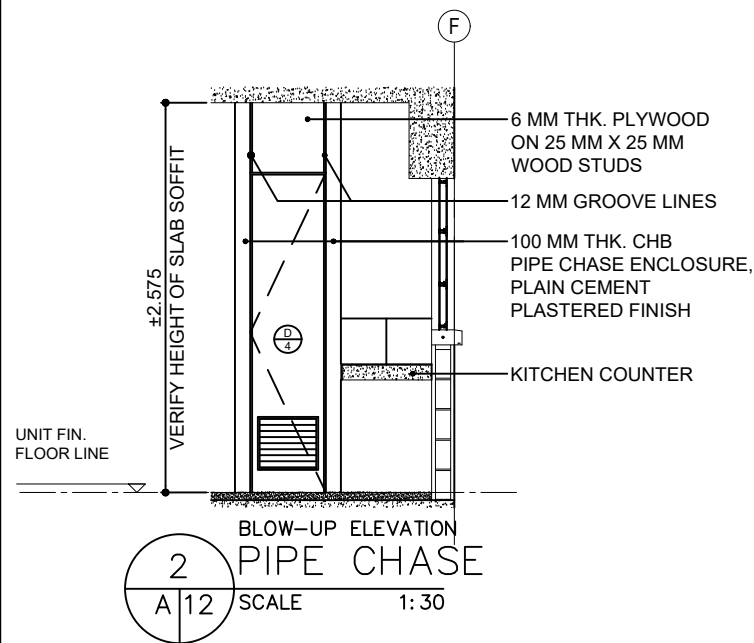 F
6 MM THK. PLYWOOD
ON 25 MM X 25 MM
WOOD STUDS
12 MM GROOVE LINES
100 MM THK. CHB
PIPE CHASE ENCLOSURE,
PLAIN CEMENT
PLASTERED FINISH
±2.575
VERIFY HEIGHT OF SLAB SOFFIT
D
4
KITCHEN COUNTER
UNIT FIN.
FLOOR LINE
BLOW-UP ELEVATION
2 PIPE CHASE
A 12 SCALE 1:30